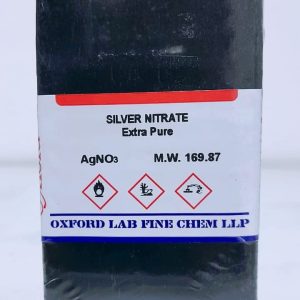 SILVER NITRATE
Extra Pure
AgNO₃ M.W. 169.87
OXFORD LAB FINE CHEM LLP